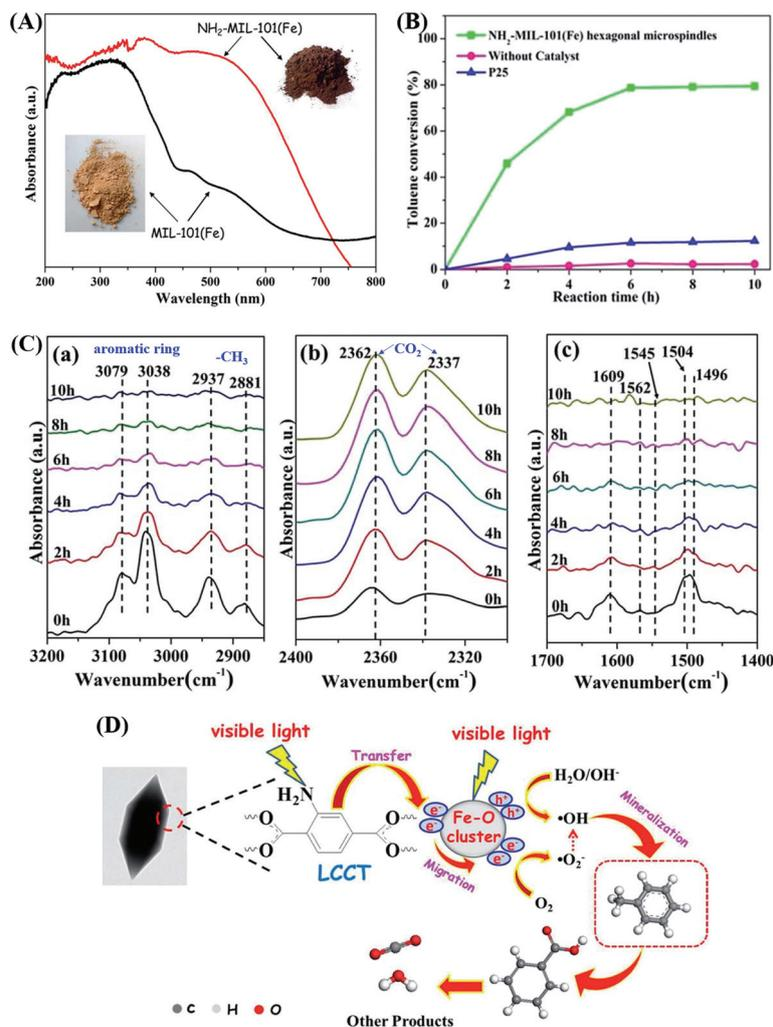 (A)
NH₂-MIL-101(Fe)
MIL-101(Fe)
Absorbance (a.u.)
200 300 400 500 600 700 800
Wavelength (nm)
(B)
NH₂-MIL-101(Fe) hexagonal microspindles
Without Catalyst
P25
Toluene conversion (%)
100
80
60
40
20
0
0 2 4 6 8 10
Reaction time (h)
(C)
(a)
aromatic ring
-CH₃
3079 3038 2937 2881
10h
8h
6h
4h
2h
0h
Absorbance (a.u.)
3200 3100 3000 2900
Wavenumber(cm⁻¹)
(b)
2362 CO₂ 2337
10h
8h
6h
4h
2h
0h
Absorbance (a.u.)
2400 2360 2320
Wavenumber(cm⁻¹)
(c)
1609 1562 1545 1504 1496
10h
8h
6h
4h
2h
0h
Absorbance (a.u.)
1700 1600 1500 1400
Wavenumber(cm⁻¹)
(D)
visible light
visible light
H₂N
Transfer
O O
O O
LCCT
e⁻ e⁻
h⁺ h⁺
Fe-O
cluster
e⁻ e⁻
Migration
H₂O/OH⁻
•OH
•O₂⁻
O₂
Mineralization
C H O
Other Products